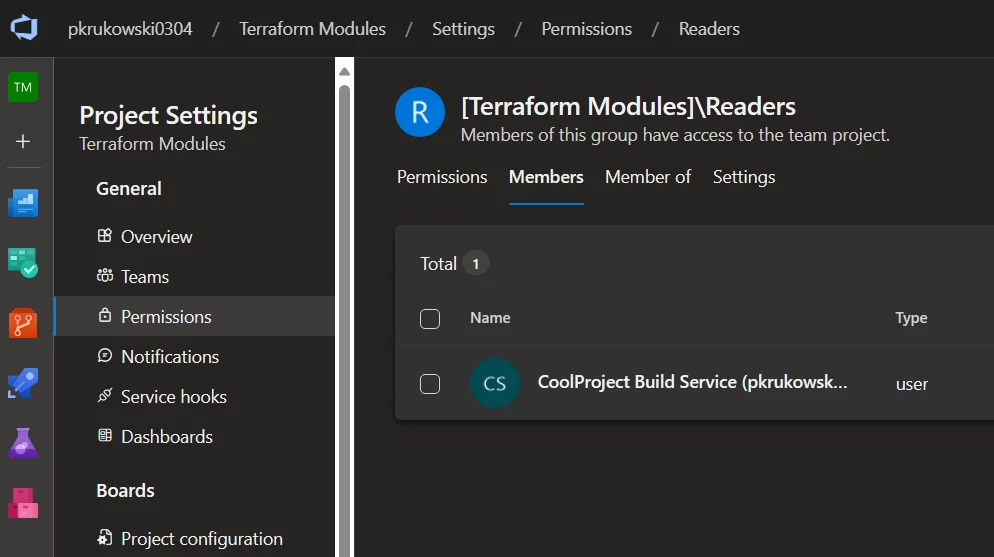 pkrukowski0304 / Terraform Modules / Settings / Permissions / Readers
TM
Project Settings
Terraform Modules
General
Overview
Teams
Permissions
Notifications
Service hooks
Dashboards
Boards
Project configuration
R
[Terraform Modules]\Readers
Members of this group have access to the team project.
Permissions Members Member of Settings
Total 1
Name Type
CS CoolProject Build Service (pkrukowsk... user